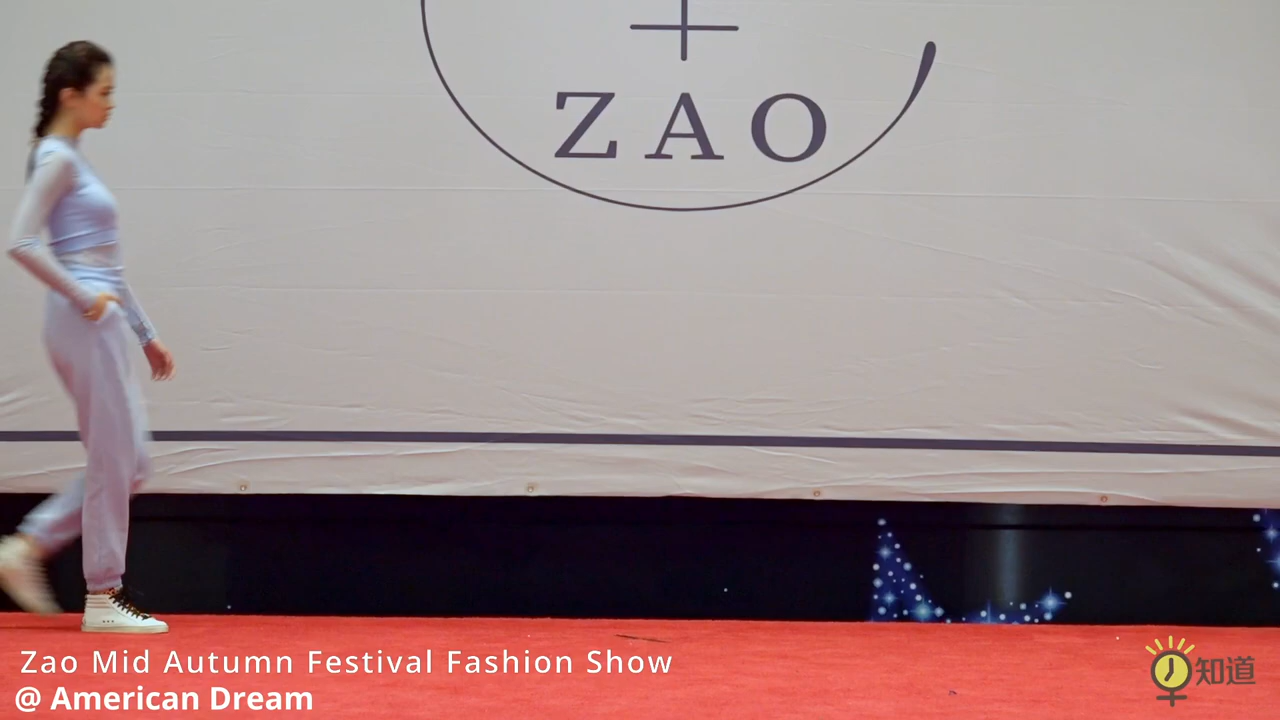 ZAO
Zao Mid Autumn Festival Fashion Show
@ American Dream
知道